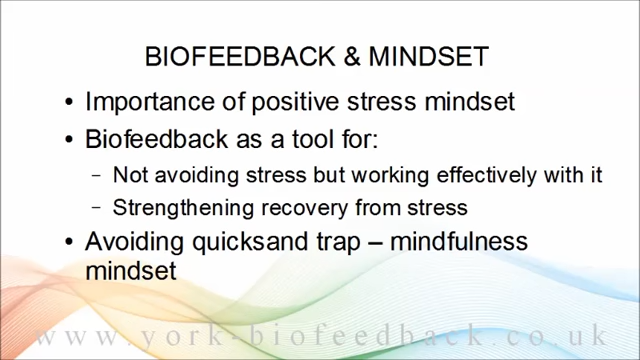 BIOFEEDBACK & MINDSET
• Importance of positive stress mindset
• Biofeedback as a tool for:
– Not avoiding stress but working effectively with it
– Strengthening recovery from stress
• Avoiding quicksand trap – mindfulness
mindset
www.york-biofeedback.co.uk